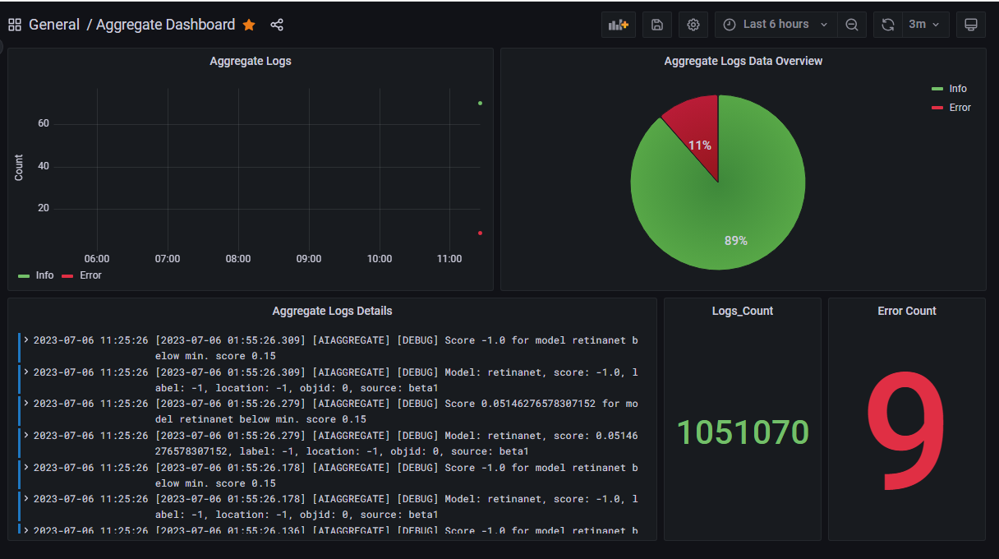 General / Aggregate Dashboard
Last 6 hours
3m
Aggregate Logs
60
40
20
Count
06:00 07:00 08:00 09:00 10:00 11:00
Info Error
Aggregate Logs Data Overview
Info
Error
11%
89%
Aggregate Logs Details
2023-07-06 11:25:26 [2023-07-06 01:55:26.309] [AIAGGREGATE] [DEBUG] Score -1.0 for model retinanet b
elow min. score 0.15
2023-07-06 11:25:26 [2023-07-06 01:55:26.309] [AIAGGREGATE] [DEBUG] Model: retinanet, score: -1.0, l
abel: -1, location: -1, objid: 0, source: beta1
2023-07-06 11:25:26 [2023-07-06 01:55:26.279] [AIAGGREGATE] [DEBUG] Score 0.05146276578307152 for mo
del retinanet below min. score 0.15
2023-07-06 11:25:26 [2023-07-06 01:55:26.279] [AIAGGREGATE] [DEBUG] Model: retinanet, score: 0.05146
276578307152, label: -1, location: -1, objid: 0, source: beta1
2023-07-06 11:25:26 [2023-07-06 01:55:26.178] [AIAGGREGATE] [DEBUG] Score -1.0 for model retinanet b
elow min. score 0.15
2023-07-06 11:25:26 [2023-07-06 01:55:26.178] [AIAGGREGATE] [DEBUG] Model: retinanet, score: -1.0, l
abel: -1, location: -1, objid: 0, source: beta1
2023-07-06 11:25:26 [2023-07-06 01:55:26.136] [AIAGGREGATE] [DEBUG] Score -1.0 for model retinanet b
Logs_Count
1051070
Error Count
9